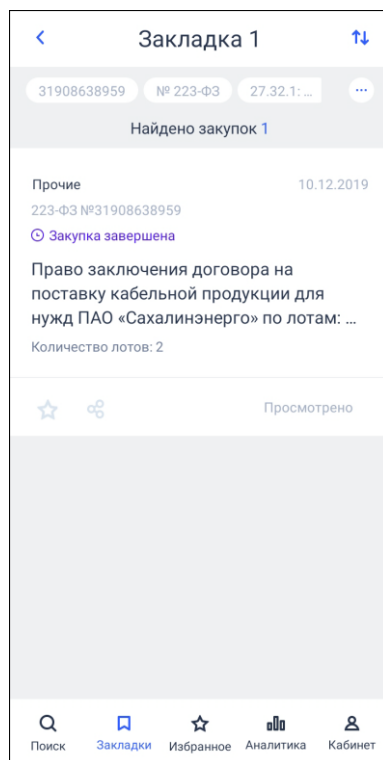 Закладка 1
31908638959 № 223-ФЗ 27.32.1: ... ...
Найдено закупок 1
Прочие 10.12.2019
223-ФЗ №31908638959
Закупка завершена
Право заключения договора на
поставку кабельной продукции для
нужд ПАО «Сахалинэнерго» по лотам: ...
Количество лотов: 2
Просмотрено
Поиск Закладки Избранное Аналитика Кабинет